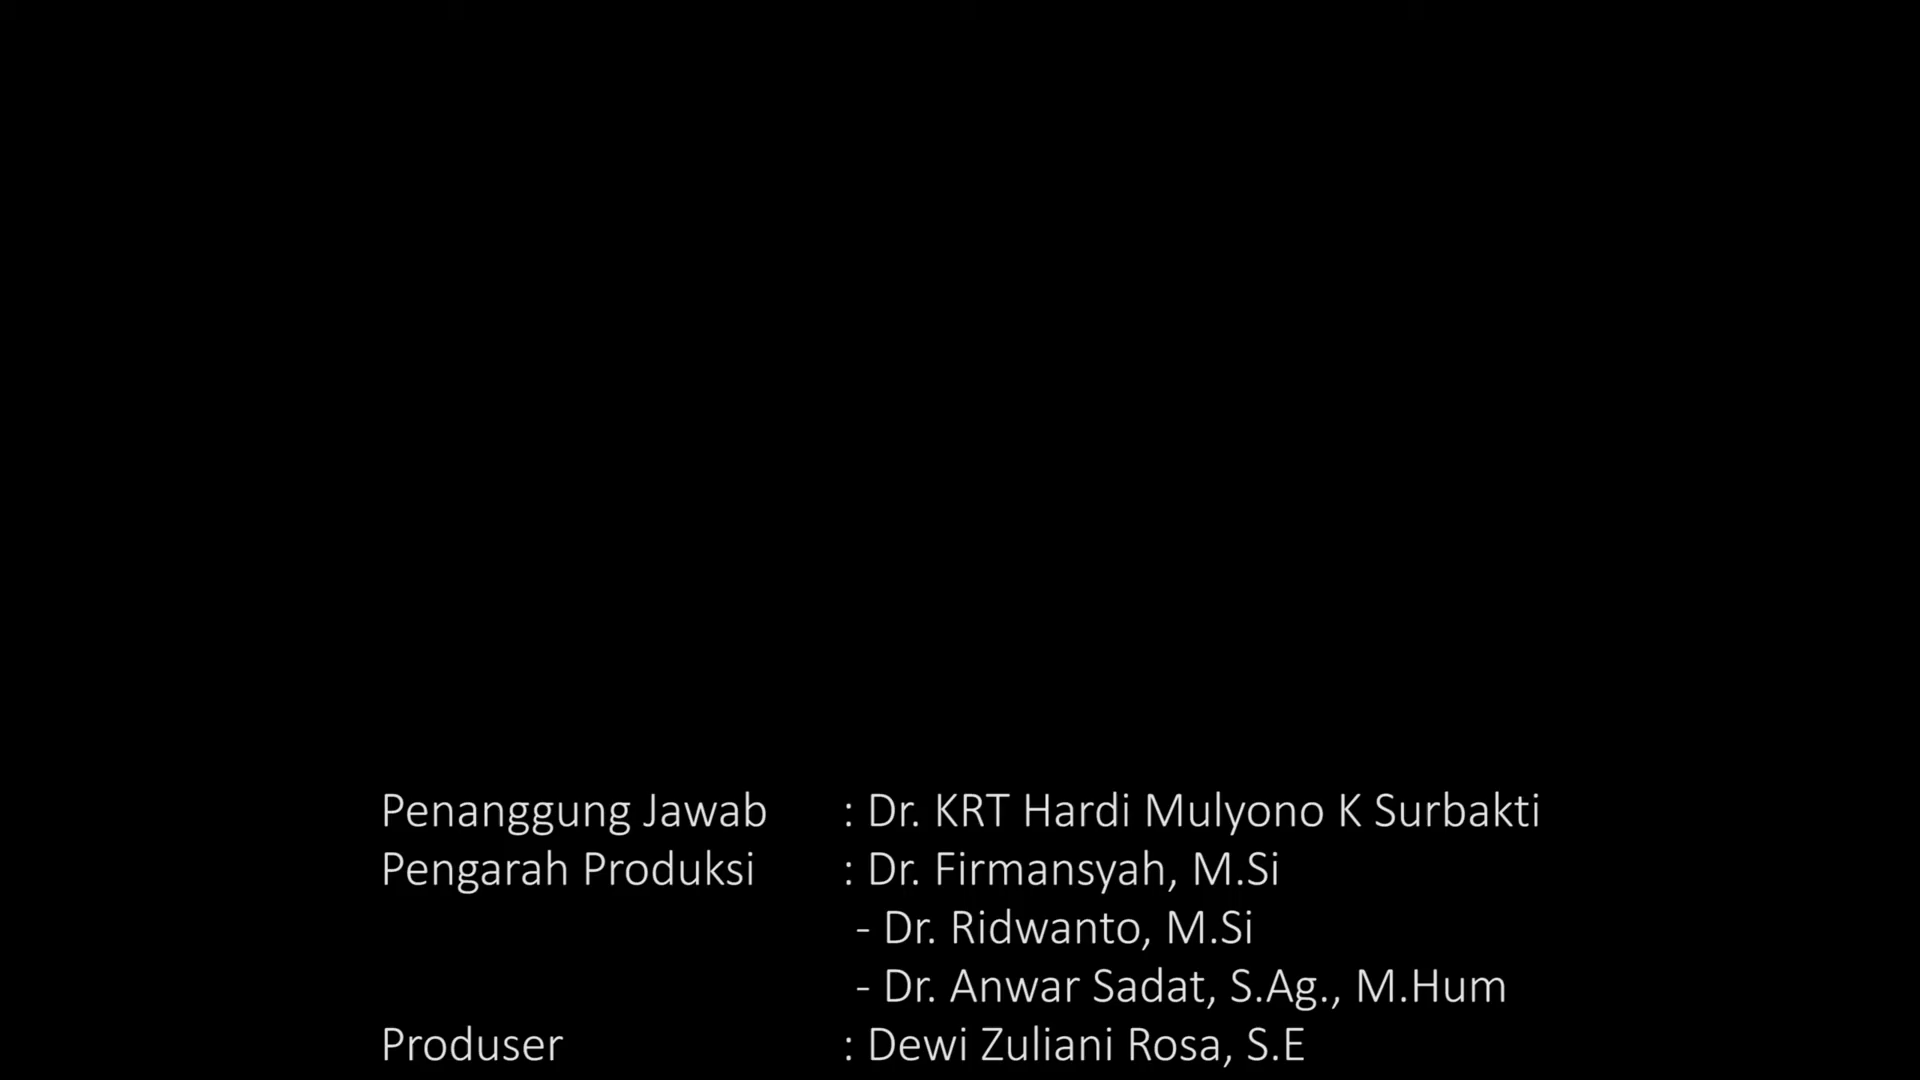 Penanggung Jawab : Dr. KRT Hardi Mulyono K Surbakti
Pengarah Produksi : Dr. Firmansyah, M.Si
- Dr. Ridwanto, M.Si
- Dr. Anwar Sadat, S.Ag., M.Hum
Produser : Dewi Zuliani Rosa, S.E